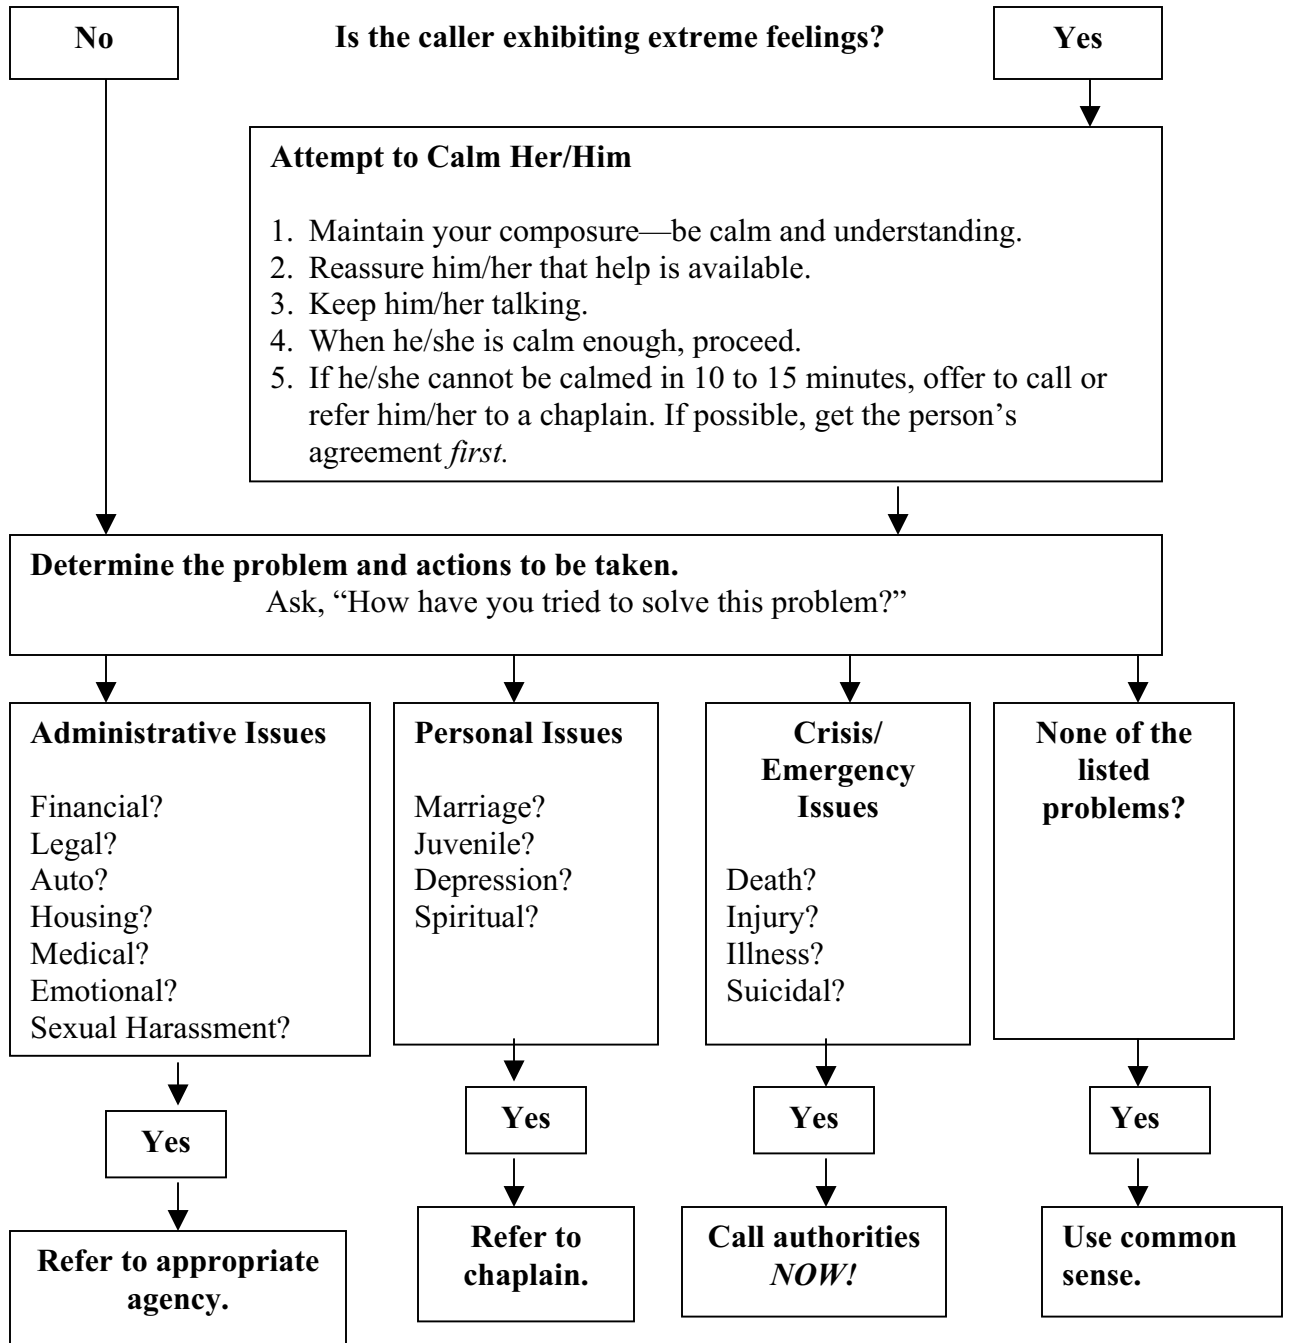 No
Is the caller exhibiting extreme feelings?
Yes
Attempt to Calm Her/Him
1. Maintain your composure—be calm and understanding.
2. Reassure him/her that help is available.
3. Keep him/her talking.
4. When he/she is calm enough, proceed.
5. If he/she cannot be calmed in 10 to 15 minutes, offer to call or
refer him/her to a chaplain. If possible, get the person’s
agreement first.
Determine the problem and actions to be taken.
Ask, “How have you tried to solve this problem?”
Administrative Issues
Financial?
Legal?
Auto?
Housing?
Medical?
Emotional?
Sexual Harassment?
Yes
Refer to appropriate
agency.
Personal Issues
Marriage?
Juvenile?
Depression?
Spiritual?
Yes
Refer to
chaplain.
Crisis/
Emergency
Issues
Death?
Injury?
Illness?
Suicidal?
Yes
Call authorities
NOW!
None of the
listed
problems?
Yes
Use common
sense.